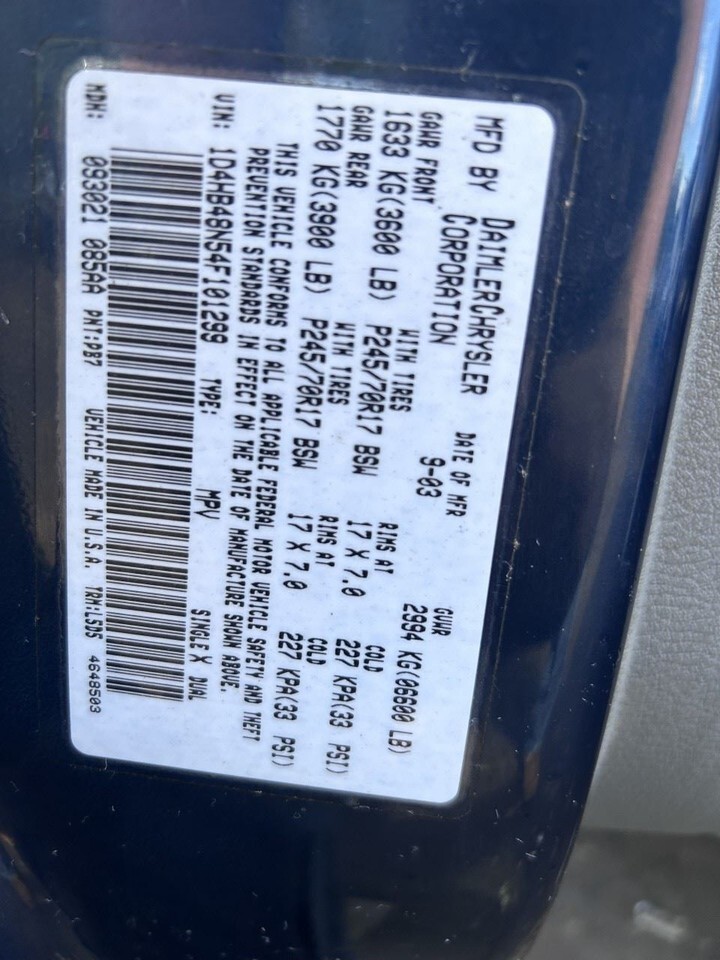 MFD BY DAIMLERCHRYSLER CORPORATION DATE OF MFR 9-03 GVWR 2994 KG(06600 LB)
GAWR FRONT WITH TIRES RIMS AT COLD
1633 KG(3600 LB) P245/70R17 BSW 17 X 7.0 227 KPA(33 PSI)
GAWR REAR WITH TIRES RIMS AT COLD
1770 KG(3900 LB) P245/70R17 BSW 17 X 7.0 227 KPA(33 PSI)
THIS VEHICLE CONFORMS TO ALL APPLICABLE FEDERAL MOTOR VEHICLE SAFETY AND THEFT
PREVENTION STANDARDS IN EFFECT ON THE DATE OF MANUFACTURE SHOWN ABOVE.
VIN: 1D4HB48N54F101299 TYPE: MPV SINGLE X DUAL
MDH: 093021 085AA PNT:PB7 VEHICLE MADE IN U.S.A. TRM:L5D5 4648503